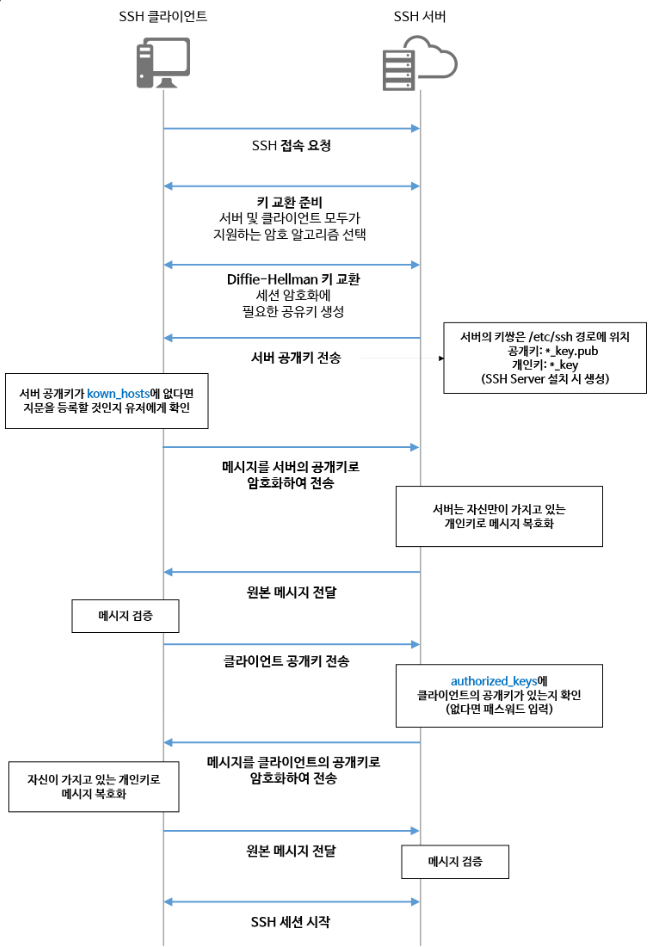 SSH 클라이언트
SSH 서버
SSH 접속 요청
키 교환 준비
서버 및 클라이언트 모두가
지원하는 암호 알고리즘 선택
Diffie-Hellman 키 교환
세션 암호화에
필요한 공유키 생성
서버 공개키 전송
서버의 키쌍은 /etc/ssh 경로에 위치
공개키: *_key.pub
개인키: *_key
(SSH Server 설치 시 생성)
서버 공개키가 kown_hosts에 없다면
지문을 등록할 것인지 유저에게 확인
메시지를 서버의 공개키로
암호화하여 전송
서버는 자신만이 가지고 있는
개인키로 메시지 복호화
원본 메시지 전달
메시지 검증
클라이언트 공개키 전송
authorized_keys에
클라이언트의 공개키가 있는지 확인
(없다면 패스워드 입력)
메시지를 클라이언트의 공개키로
암호화하여 전송
자신이 가지고 있는 개인키로
메시지 복호화
원본 메시지 전달
메시지 검증
SSH 세션 시작